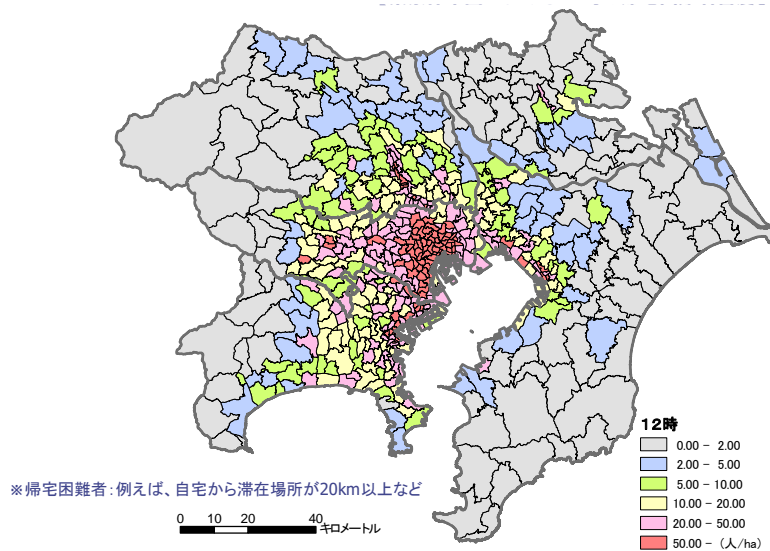 12時
0.00 - 2.00
2.00 - 5.00
5.00 - 10.00
10.00 - 20.00
20.00 - 50.00
50.00 - (人/ha)
※帰宅困難者：例えば、自宅から滞在場所が20km以上など
0 10 20 40
キロメートル